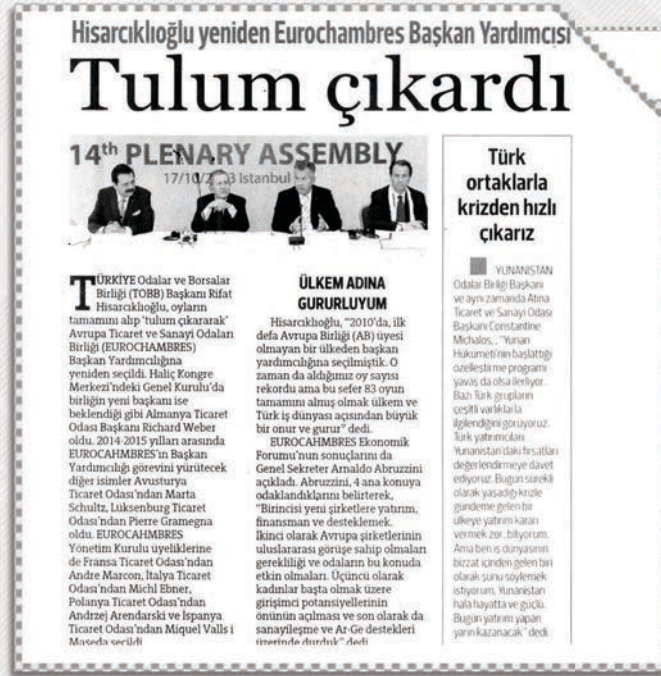 Hisarcıklıoğlu yeniden Eurochambres Başkan Yardımcısı
Tulum çıkardı
14th PLENARY ASSEMBLY
17/10/2 3 Istanbul
TÜRKİYE Odalar ve Borsalar
Birliği (TOBB) Başkanı Rifat
Hisarcıklıoğlu, oyların
tamamını alıp 'tulum çıkararak'
Avrupa Ticaret ve Sanayi Odaları
Birliği (EUROCHAMBRES)
Başkan Yardımcılığına
yeniden seçildi. Haliç Kongre
Merkezi'ndeki Genel Kurulu'da
birliğin yeni başkanı ise
beklendiği gibi Almanya Ticaret
Odası Başkanı Richard Weber
oldu. 2014-2015 yılları arasında
EUROCAHMBRES'ın Başkan
Yardımcılığı görevini yürütecek
diğer isimler Avusturya
Ticaret Odası'ndan Marta
Schultz, Lüksenburg Ticaret
Odası'ndan Pierre Gramegna
oldu. EUROCAHMBRES
Yönetim Kurulu üyeliklerine
de Fransa Ticaret Odası'ndan
Andre Marcon, İtalya Ticaret
Odası'ndan Michl Ebner,
Polanya Ticaret Odası'ndan
Andrzej Arendarski ve İspanya
Ticaret Odası'ndan Miquel Valls i
Maseda seçildi
ÜLKEM ADINA
GURURLUYUM
Hisarcıklıoğlu, "2010'da, ilk
defa Avrupa Birliği (AB) üyesi
olmayan bir ülkeden başkan
yardımcılığına seçilmiştik. O
zaman da aldığımız oy sayısı
rekordu ama bu sefer 83 oyun
tamamını almış olmak ülkem ve
Türk iş dünyası açısından büyük
bir onur ve gurur" dedi.
EUROCAHMBRES Ekonomik
Forumu'nun sonuçlarını da
Genel Sekreter Arnaldo Abruzzini
açıkladı. Abruzzini, 4 ana konuya
odaklandıklarını belirterek,
"Birincisi yeni şirketlere yatırım,
finansman ve desteklemek.
İkinci olarak Avrupa şirketlerinin
uluslararası görüşe sahip olmaları
gerekliliği ve odaların bu konuda
etkin olmaları. Üçüncü olarak
kadınlar başta olmak üzere
girişimci potansiyellerinin
önünün açılması ve son olarak da
sanayileşme ve Ar-Ge destekleri
üzerinde durduk" dedi
Türk
ortaklarla
krizden hızlı
çıkarız
YUNANİSTAN
Odalar Birliği Başkanı
ve aynı zamanda Atina
Ticaret ve Sanayi Odası
Başkanı Constantine
Michalos, , "Yunan
Hükümeti'nin başlattığı
özelleştirme programı
yavaş da olsa ilerliyor.
Bazı Türk grupların
çeşitli varlıklarla
ilgilendiğini görüyoruz.
Türk yatırımcıları
Yunanistan'daki fırsatları
değerlendirmeye davet
ediyoruz. Bugün sürekli
olarak yaşadığı krizle
gündeme gelen bir
ülkeye yatırım kararı
vermek zor, biliyorum.
Ama ben iş dünyasının
bizzat içinden gelen biri
olarak şunu söylemek
istiyorum, Yunanistan
hala hayatta ve güçlü.
Bugün yatırım yapan
yarın kazanacak" dedi.